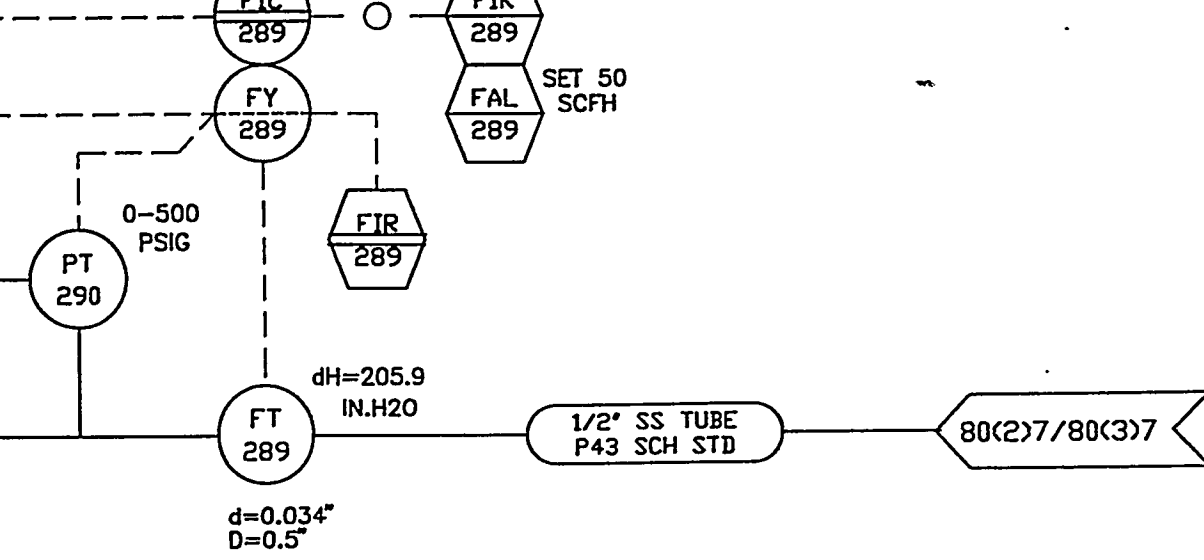 FIC
289
FIR
289
FY
289
FAL
289
SET 50
SCFH
0-500
PSIG
FIR
289
PT
290
dH=205.9
IN.H2O
FT
289
1/2" SS TUBE
P43 SCH STD
80(2)7/80(3)7
d=0.034"
D=0.5"